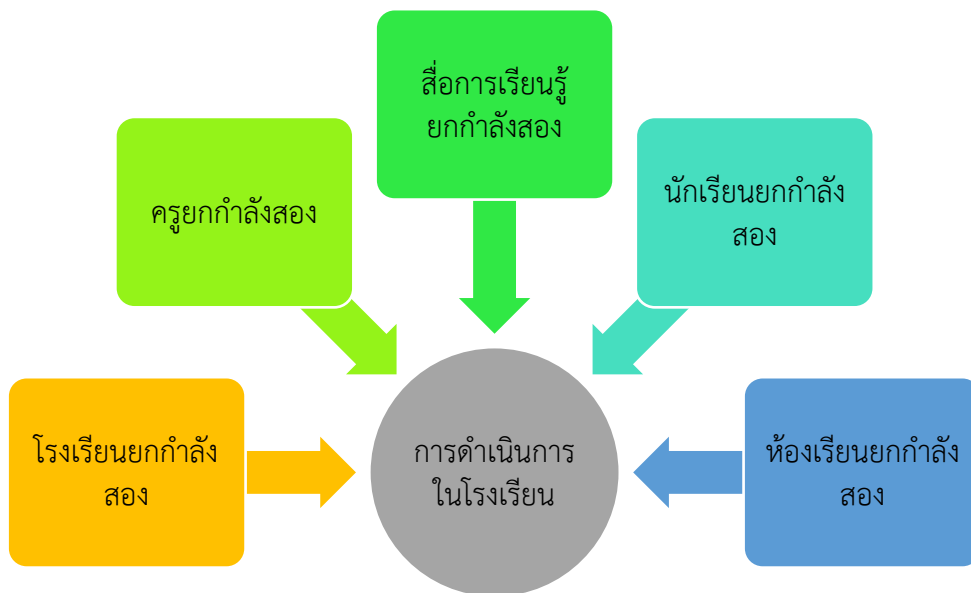 สื่อการเรียนรู้
ยกกำลังสอง
ครูยกกำลังสอง
นักเรียนยกกำลัง
สอง
โรงเรียนยกกำลัง
สอง
การดำเนินการ
ในโรงเรียน
ห้องเรียนยกกำลัง
สอง